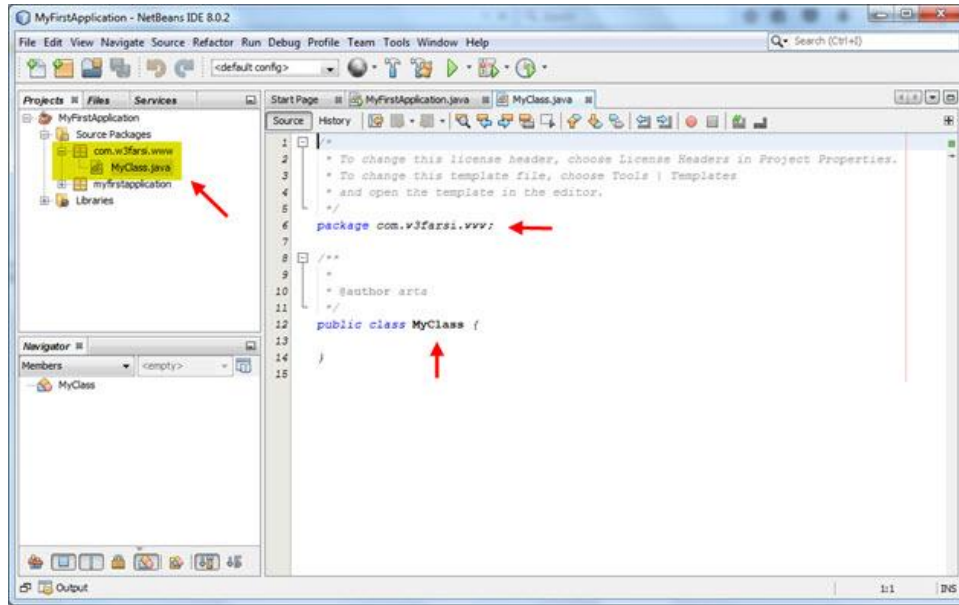 MyFirstApplication - NetBeans IDE 8.0.2
File Edit View Navigate Source Refactor Run Debug Profile Team Tools Window Help
Search (Ctrl+I)
<default config>
Projects Files Services
Start Page MyFirstApplication.java MyClass.java
MyFirstApplication
Source Packages
com.w3farsi.www
MyClass.java
myfirstapplication
Libraries
Source History
1 /*
2 * To change this license header, choose License Headers in Project Properties.
3 * To change this template file, choose Tools | Templates
4 * and open the template in the editor.
5 */
6 package com.w3farsi.www;
7
8 /**
9 *
10 * @author arta
11 */
12 public class MyClass {
13
14 }
15
Navigator
Members <empty>
MyClass
Output
1:1 INS